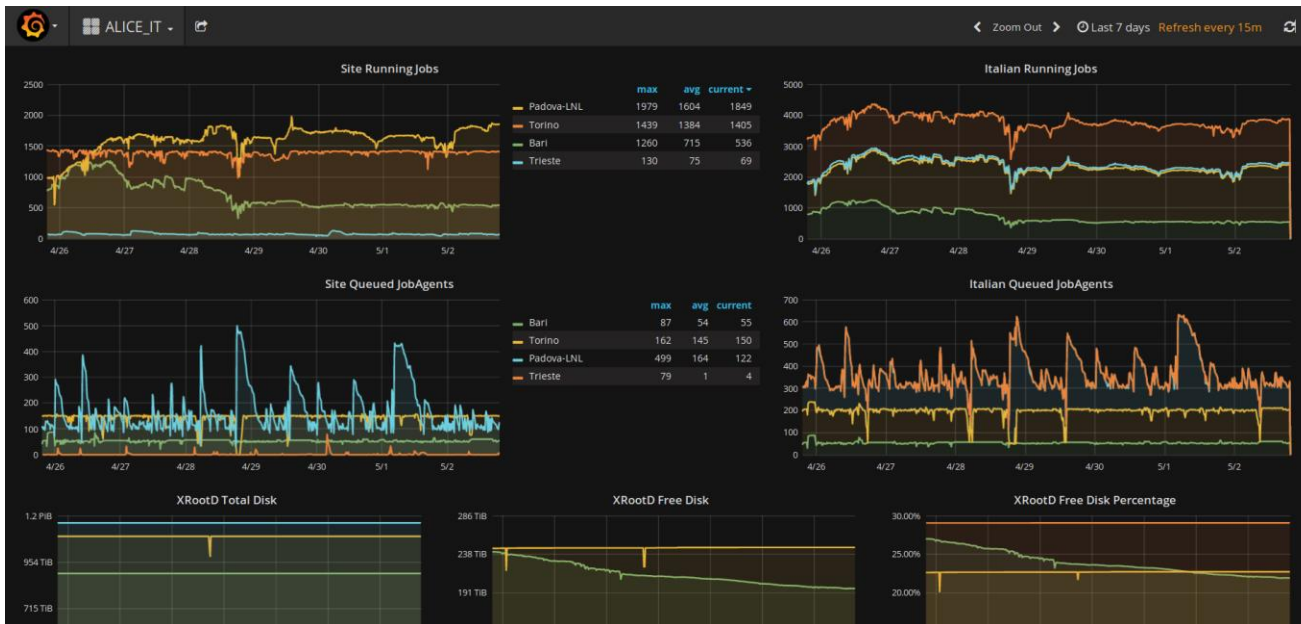 ALICE_IT
Zoom Out
Last 7 days Refresh every 15m
Site Running Jobs
2500
2000
1500
1000
500
0
4/26 4/27 4/28 4/29 4/30 5/1 5/2
max avg current
Padova-LNL 1979 1604 1849
Torino 1439 1384 1405
Bari 1260 715 536
Trieste 130 75 69
Italian Running Jobs
5000
4000
3000
2000
1000
0
4/26 4/27 4/28 4/29 4/30 5/1 5/2
Site Queued JobAgents
600
500
400
300
200
100
0
4/26 4/27 4/28 4/29 4/30 5/1 5/2
max avg current
Bari 87 54 55
Torino 162 145 150
Padova-LNL 499 164 122
Trieste 79 1 4
Italian Queued JobAgents
700
600
500
400
300
200
100
0
4/26 4/27 4/28 4/29 4/30 5/1 5/2
XRootD Total Disk
1.2 PiB
954 TiB
715 TiB
XRootD Free Disk
286 TiB
238 TiB
191 TiB
XRootD Free Disk Percentage
30.00%
25.00%
20.00%